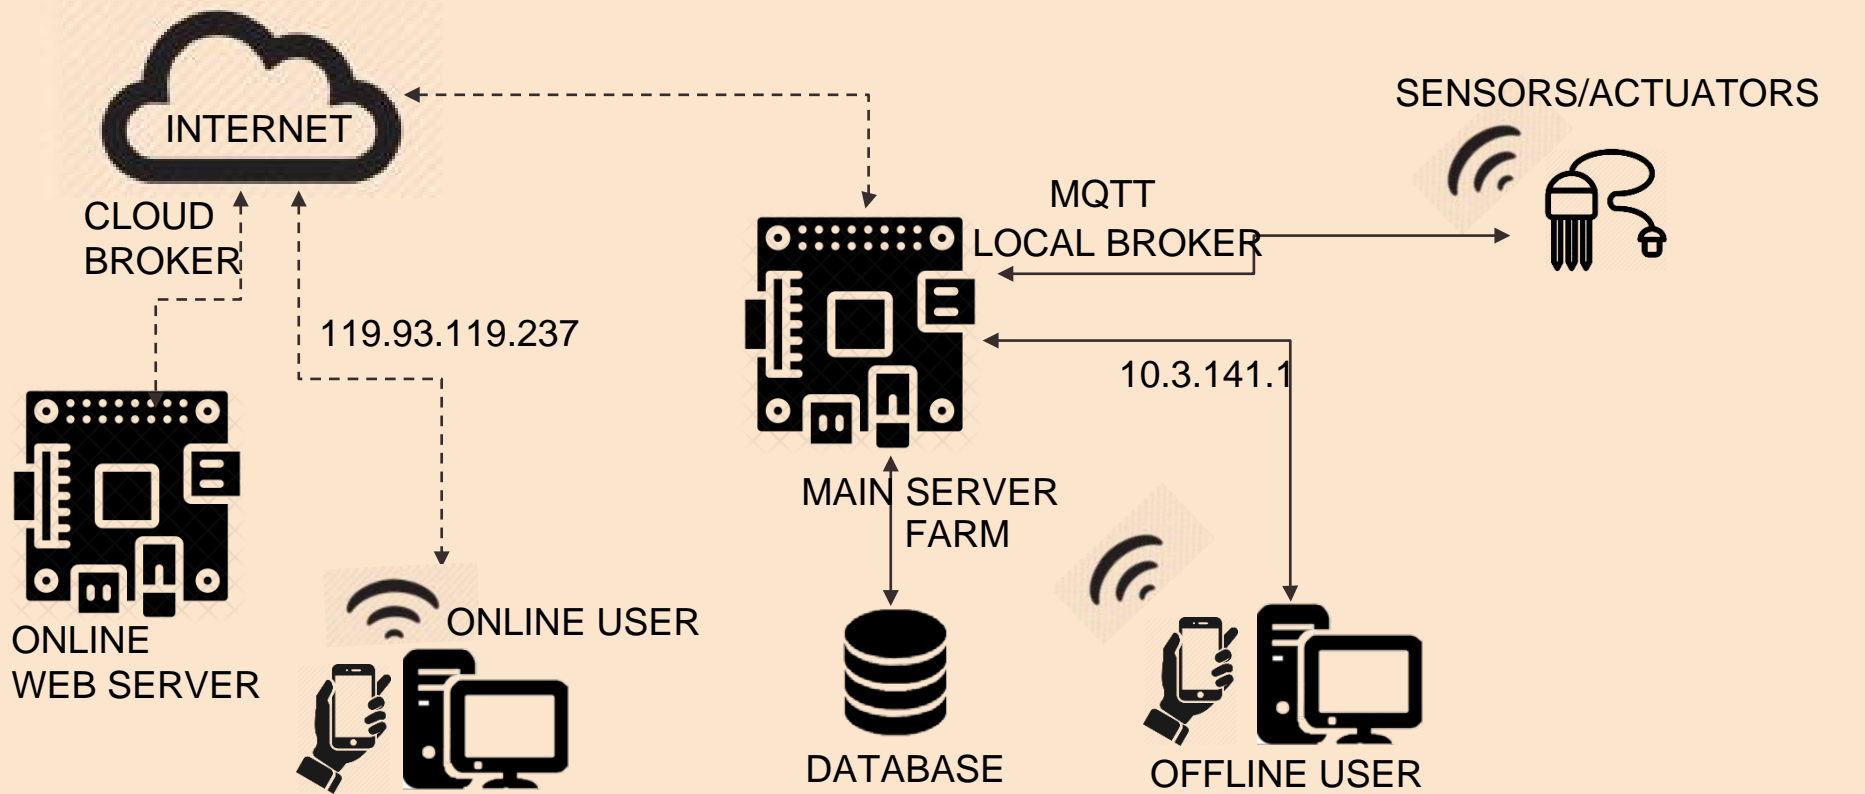 INTERNET
SENSORS/ACTUATORS
CLOUD
BROKER
MQTT
LOCAL BROKER
119.93.119.237
10.3.141.1
MAIN SERVER
FARM
ONLINE
WEB SERVER
ONLINE USER
DATABASE
OFFLINE USER